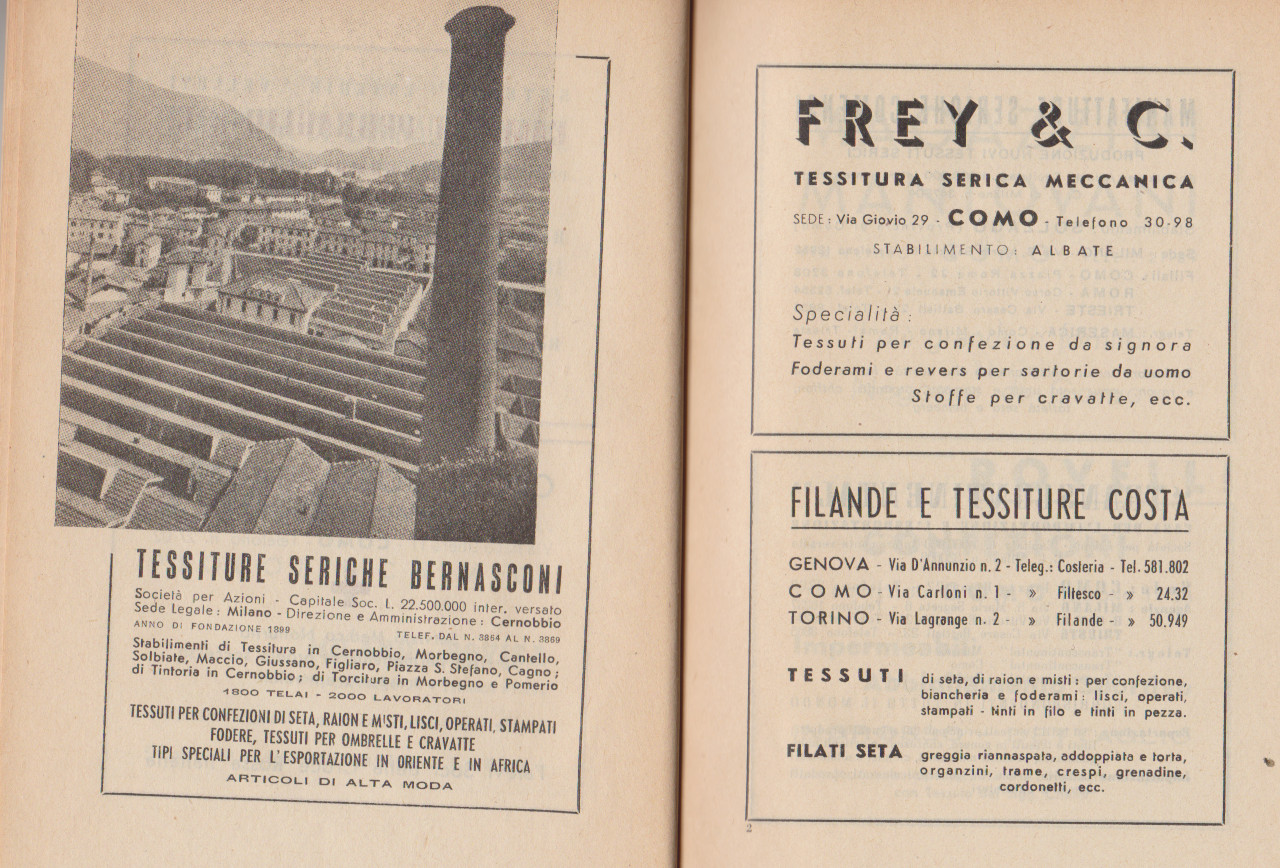 TESSITURE SERICHE BERNASCONI
Società per Azioni - Capitale Soc. L. 22.500.000 inter. versato
Sede Legale: Milano - Direzione e Amministrazione: Cernobbio
ANNO DI FONDAZIONE 1899 TELEF. DAL N. 3864 AL N. 3869
Stabilimenti di Tessitura in Cernobbio, Morbegno, Cantello,
Solbiate, Maccio, Giussano, Figliaro, Piazza S. Stefano, Cagno;
di Tintoria in Cernobbio; di Torcitura in Morbegno e Pomerio
1800 TELAI - 2000 LAVORATORI
TESSUTI PER CONFEZIONI DI SETA, RAION E MISTI, LISCI, OPERATI, STAMPATI
FODERE, TESSUTI PER OMBRELLE E CRAVATTE
TIPI SPECIALI PER L'ESPORTAZIONE IN ORIENTE E IN AFRICA
ARTICOLI DI ALTA MODA
FREY & C.
TESSITURA SERICA MECCANICA
SEDE: Via Giovio 29 - COMO - Telefono 30-98
STABILIMENTO: ALBATE
Specialità:
Tessuti per confezione da signora
Foderami e revers per sartorie da uomo
Stoffe per cravatte, ecc.
FILANDE E TESSITURE COSTA
GENOVA - Via D'Annunzio n. 2 - Teleg.: Costeria - Tel. 581.802
COMO - Via Carloni n. 1 - » Filtesco - » 24.32
TORINO - Via Lagrange n. 2 - » Filande - » 50.949
TESSUTI di seta, di raion e misti: per confezione,
biancheria e foderami: lisci, operati,
stampati - tinti in filo e tinti in pezza.
FILATI SETA greggia riannaspata, addoppiata e torta,
organzini, trame, crespi, grenadine,
cordonetti, ecc.
2